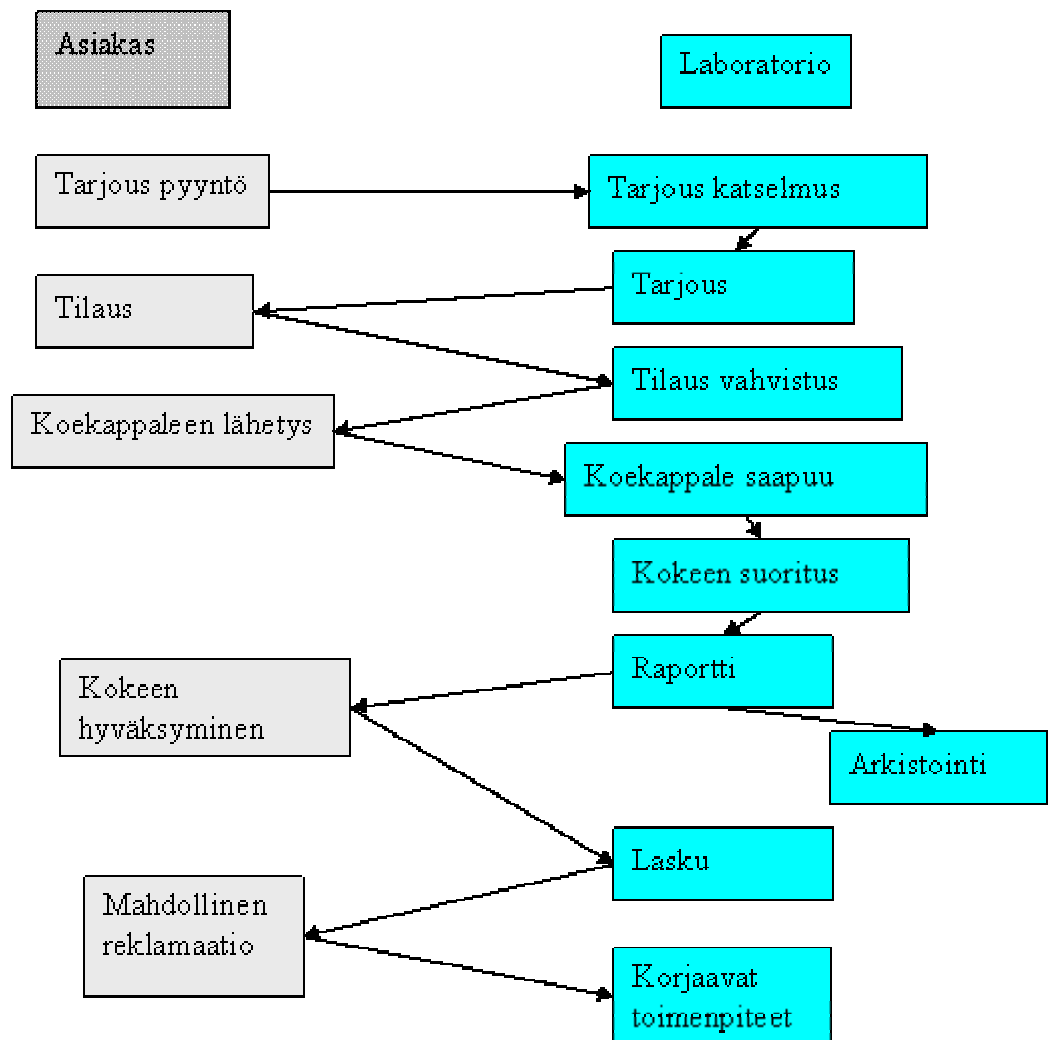 Asiakas
Laboratorio
Tarjous pyyntö
Tarjous katselmus
Tarjous
Tilaus
Tilaus vahvistus
Koekappaleen lähetys
Koekappale saapuu
Kokeen suoritus
Raportti
Kokeen
hyväksyminen
Arkistointi
Lasku
Mahdollinen
reklamaatio
Korjaavat
toimenpiteet